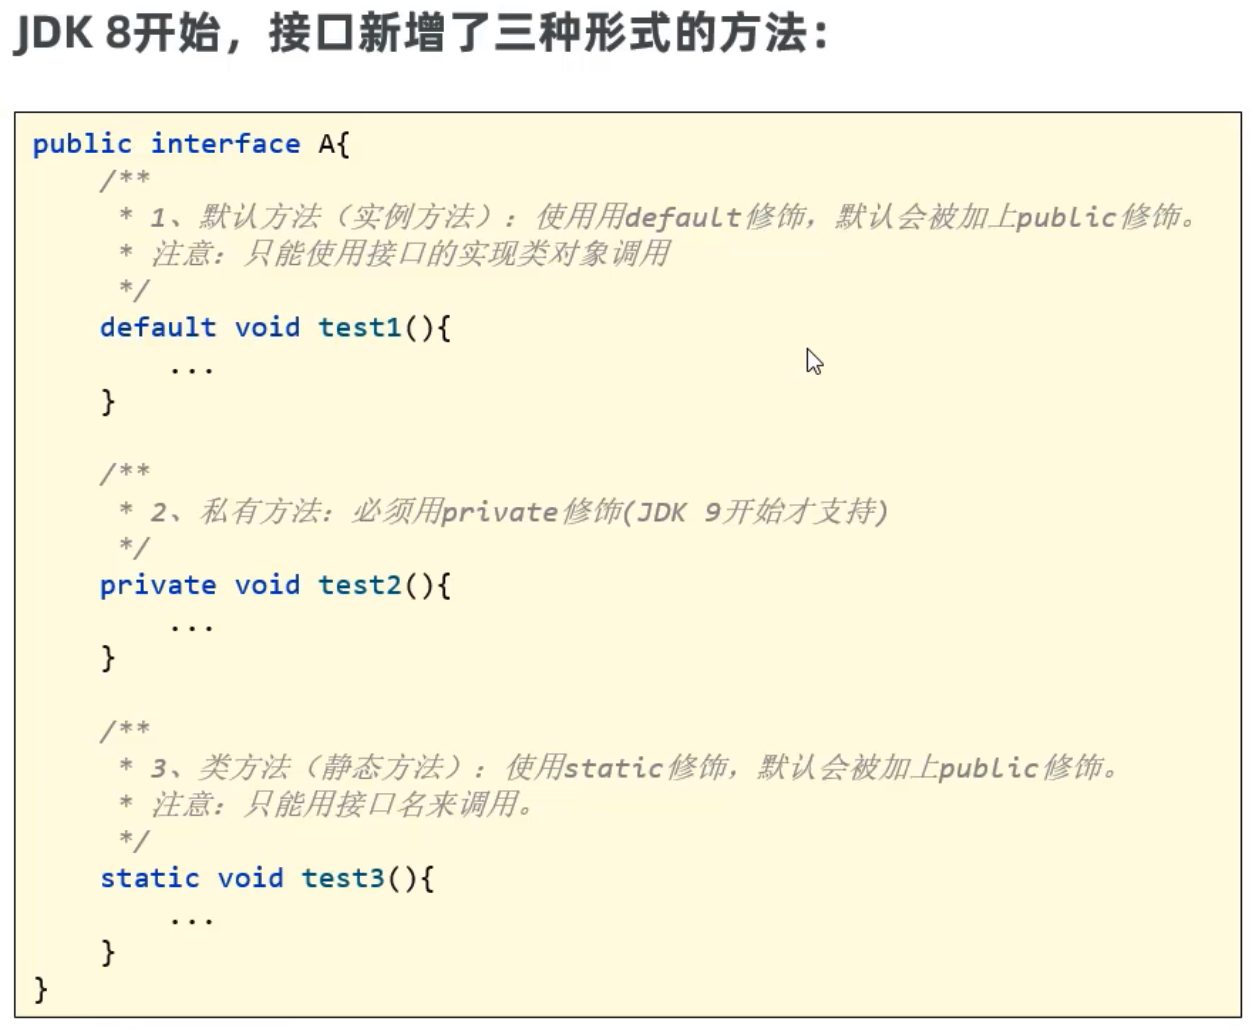 JDK 8开始，接口新增了三种形式的方法：
public interface A{
/**
* 1、默认方法（实例方法）：使用用default修饰，默认会被加上public修饰。
* 注意：只能使用接口的实现类对象调用
*/
default void test1(){
...
}
/**
* 2、私有方法：必须用private修饰(JDK 9开始才支持)
*/
private void test2(){
...
}
/**
* 3、类方法（静态方法）：使用static修饰，默认会被加上public修饰。
* 注意：只能用接口名来调用。
*/
static void test3(){
...
}
}